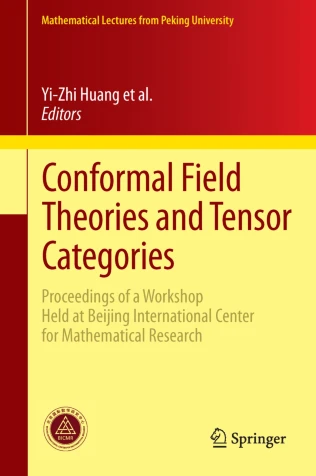 Mathematical Lectures from Peking University
Yi-Zhi Huang et al.
Editors
Conformal Field
Theories and Tensor
Categories
Proceedings of a Workshop
Held at Beijing International Center
for Mathematical Research
BICMR
Springer